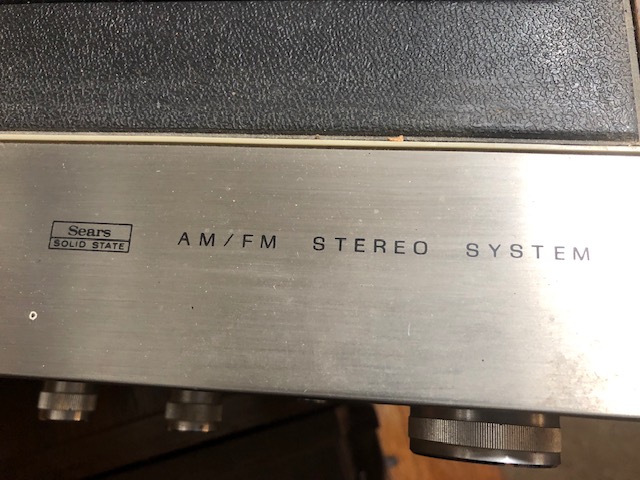 Sears
SOLID STATE
AM/FM STEREO SYSTEM